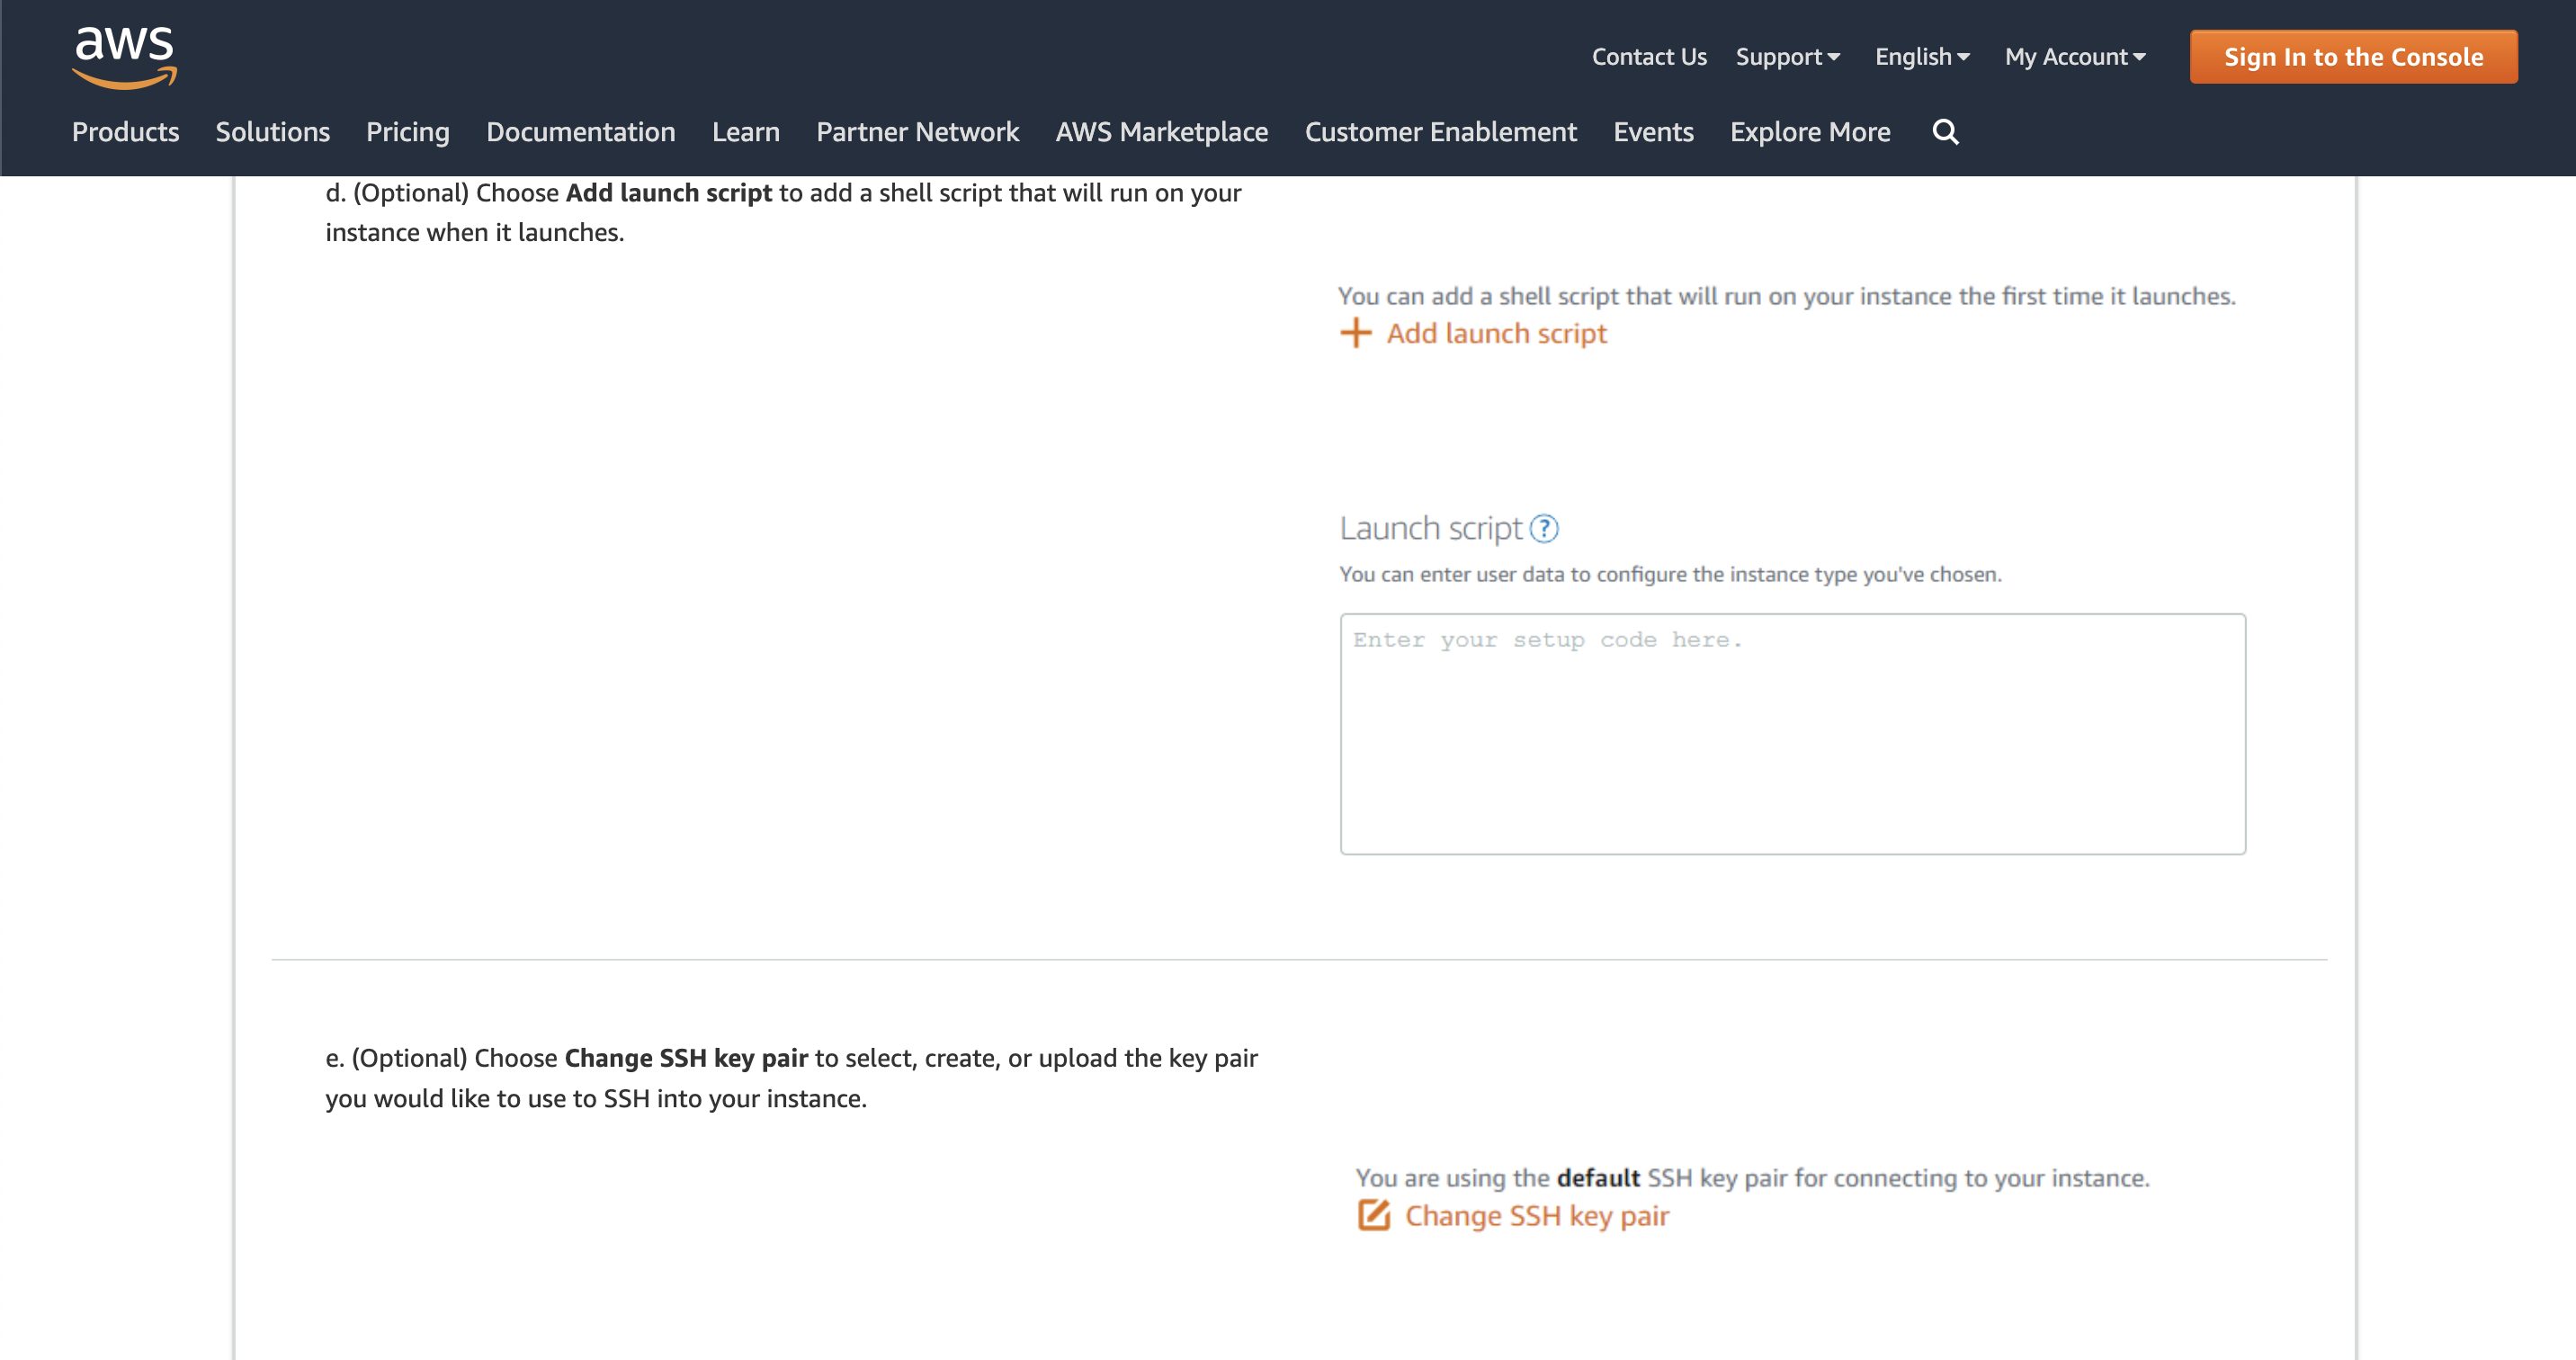 aws
Contact Us Support English My Account Sign In to the Console
Products Solutions Pricing Documentation Learn Partner Network AWS Marketplace Customer Enablement Events Explore More
d. (Optional) Choose Add launch script to add a shell script that will run on your
instance when it launches.
You can add a shell script that will run on your instance the first time it launches.
+ Add launch script
Launch script ?
You can enter user data to configure the instance type you've chosen.
Enter your setup code here.
e. (Optional) Choose Change SSH key pair to select, create, or upload the key pair
you would like to use to SSH into your instance.
You are using the default SSH key pair for connecting to your instance.
Change SSH key pair